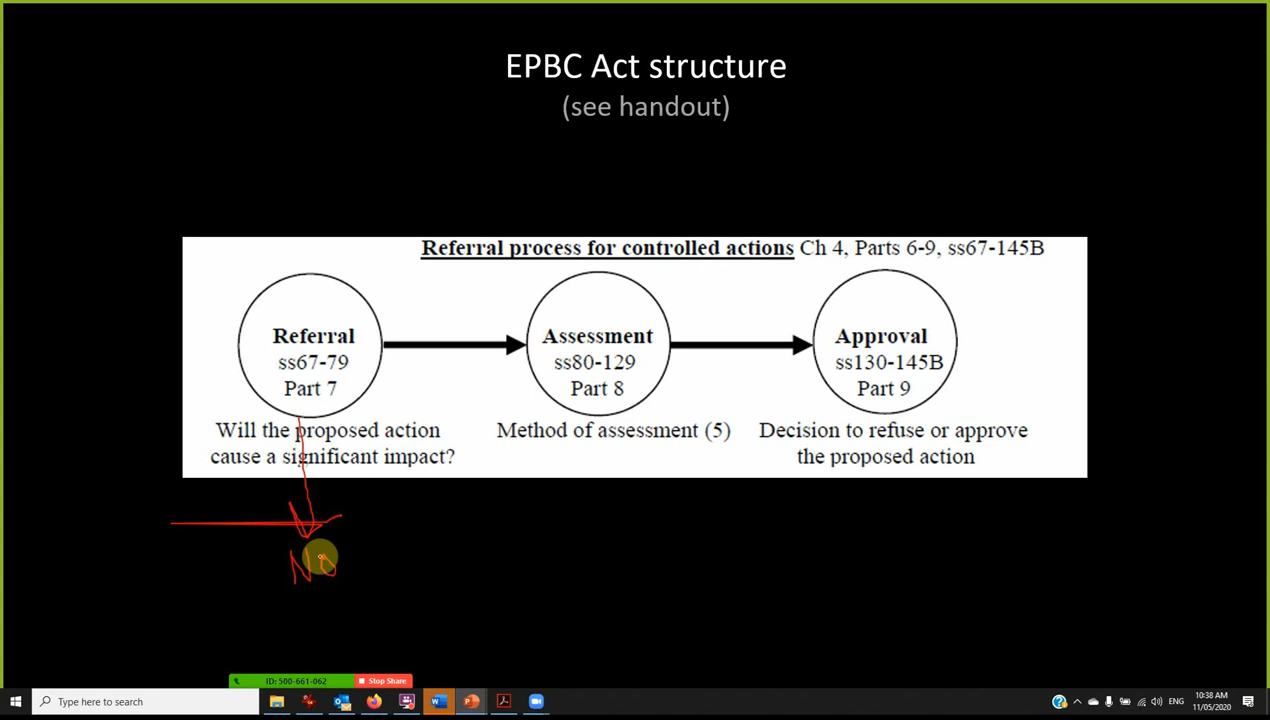 EPBC Act structure
(see handout)
Referral process for controlled actions Ch 4, Parts 6-9, ss67-145B
Referral
ss67-79
Part 7
Assessment
ss80-129
Part 8
Approval
ss130-145B
Part 9
Will the proposed action
cause a significant impact?
Method of assessment (5)
Decision to refuse or approve
the proposed action
No
ID: 500-661-062
Stop Share
Type here to search
ENG
10:38 AM
11/05/2020